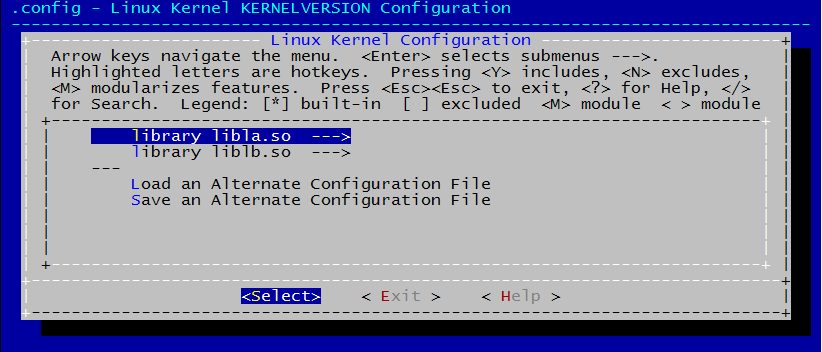 .config - Linux Kernel KERNELVERSION Configuration
Linux Kernel Configuration
Arrow keys navigate the menu.  <Enter> selects submenus --->.
Highlighted letters are hotkeys.  Pressing <Y> includes, <N> excludes,
<M> modularizes features.  Press <Esc><Esc> to exit, <?> for Help, </>
for Search.  Legend: [*] built-in  [ ] excluded  <M> module  < > module
library libla.so  --->
library liblb.so  --->
---
Load an Alternate Configuration File
Save an Alternate Configuration File
<Select>    < Exit >    < Help >